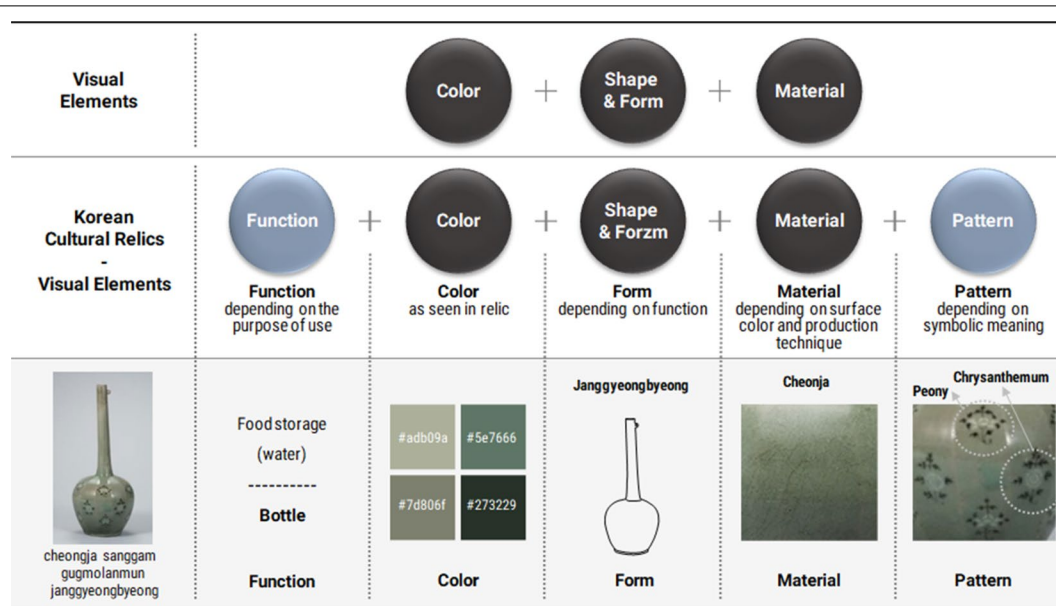 Visual
Elements
Color
+
Shape
& Form
+
Material
Korean
Cultural Relics
-
Visual Elements
Function
+
Color
+
Shape
& Forzm
+
Material
+
Pattern
Function
depending on the
purpose of use
Color
as seen in relic
Form
depending on function
Material
depending on surface
color and production
technique
Pattern
depending on
symbolic meaning
cheongja sanggam
gugmolanmun
janggyeongbyeong
Food storage
(water)
----------
Bottle
Function
#adb09a
#5e7666
#7d806f
#273229
Color
Janggyeongbyeong
Form
Cheonja
Material
Chrysanthemum
Peony
Pattern